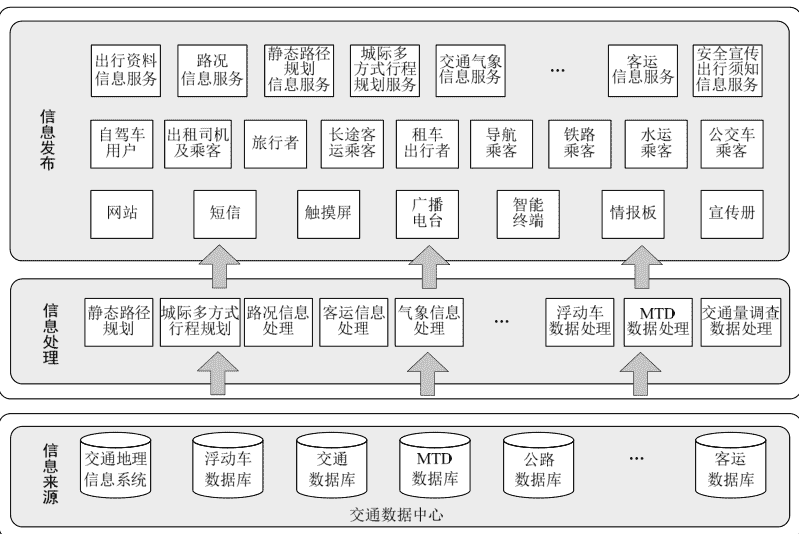 信息发布
出行资料
信息服务
路况
信息服务
静态路径
规划
信息服务
城际多
方式行程
规划服务
交通气象
信息服务
...
客运
信息服务
安全宣传
出行须知
信息服务
自驾车
用户
出租司机
及乘客
旅行者
长途客
运乘客
租车
出行者
导航
乘客
铁路
乘客
水运
乘客
公交车
乘客
网站
短信
触摸屏
广播
电台
智能
终端
情报板
宣传册
信息处理
静态路径
规划
城际多方式
行程规划
路况信息
处理
客运信息
处理
气象信息
处理
...
浮动车
数据处理
MTD
数据处理
交通量调查
数据处理
信息来源
交通地理
信息系统
浮动车
数据库
交通
数据库
MTD
数据库
公路
数据库
...
客运
数据库
交通数据中心